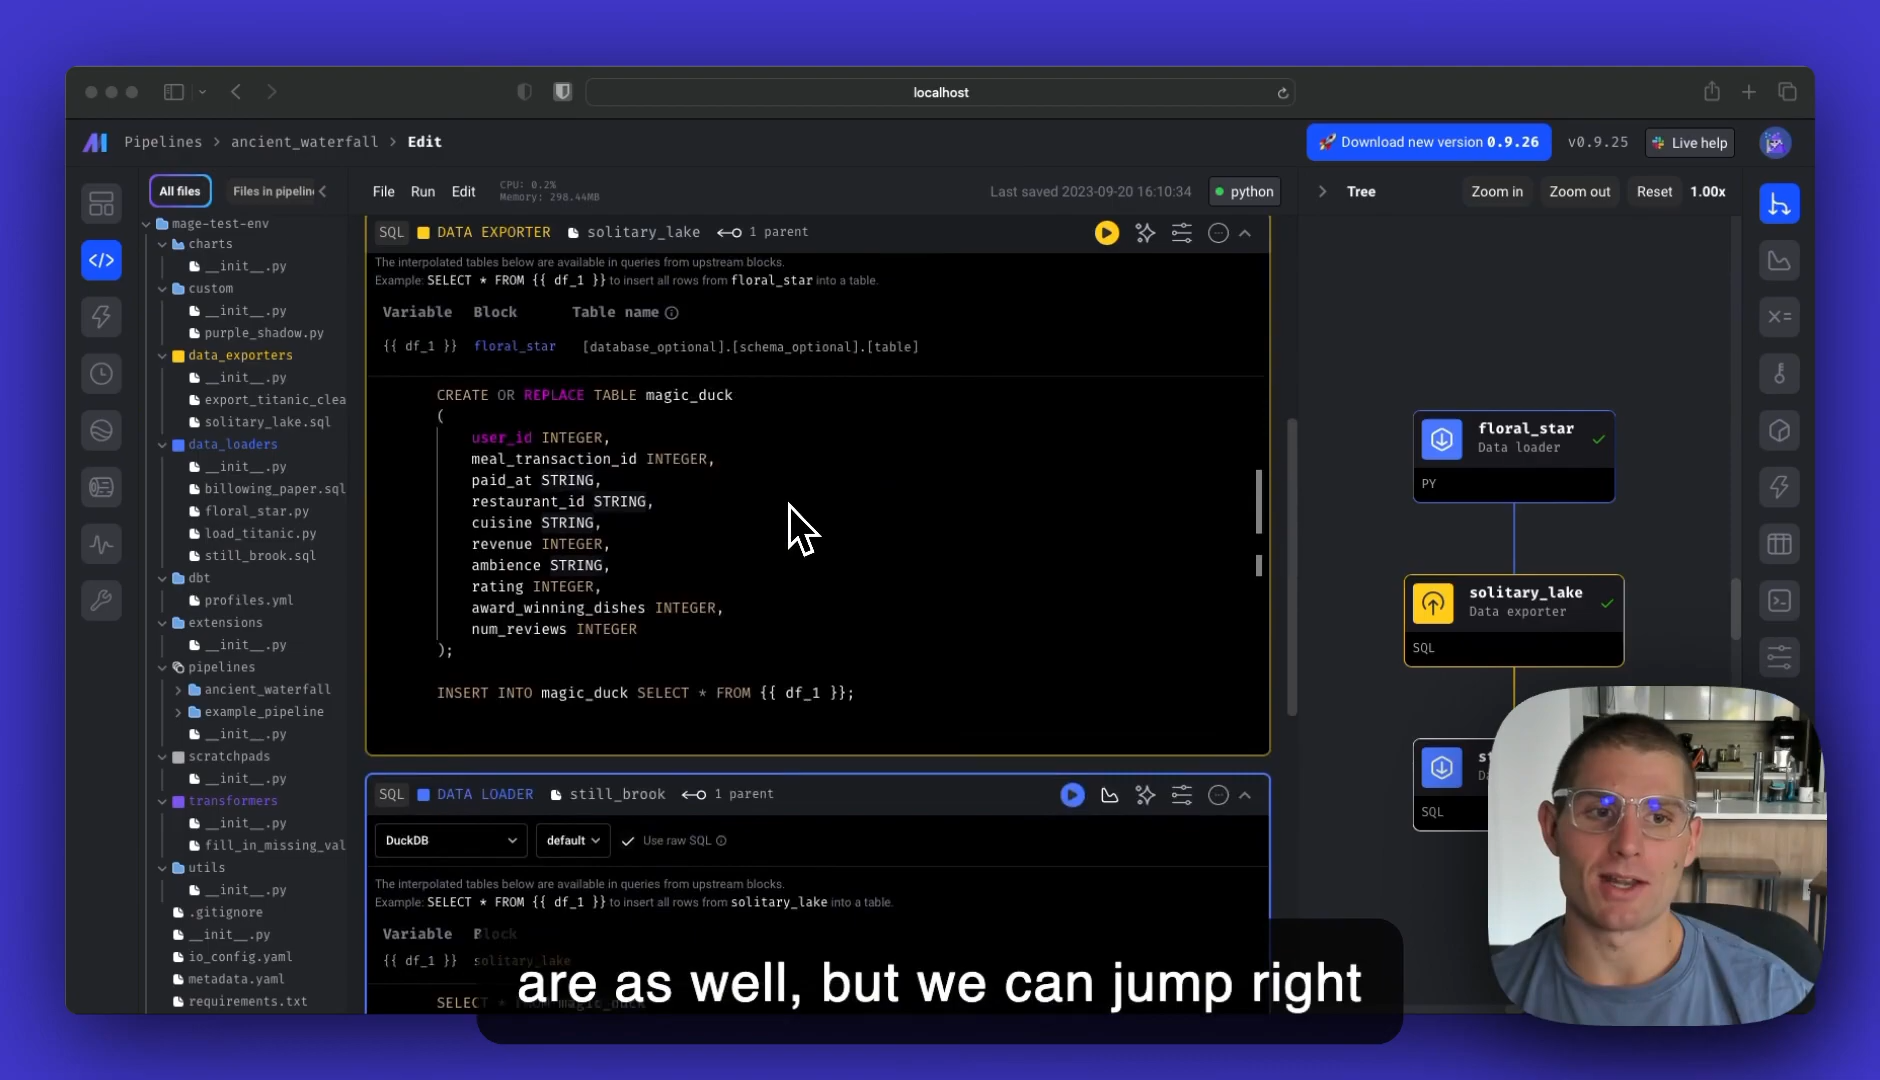 localhost
Pipelines > ancient_waterfall > Edit
Download new version 0.9.26
v0.9.25
Live help
All files
Files in pipelin
File Run Edit
CPU: 0.2%
Memory: 298.44MB
Last saved 2023-09-20 16:10:34
python
Tree
Zoom in
Zoom out
Reset
1.00x
mage-test-env
charts
__init__.py
custom
__init__.py
purple_shadow.py
data_exporters
__init__.py
export_titanic_clea
solitary_lake.sql
data_loaders
__init__.py
billowing_paper.sql
floral_star.py
load_titanic.py
still_brook.sql
dbt
profiles.yml
extensions
__init__.py
pipelines
ancient_waterfall
example_pipeline
__init__.py
scratchpads
__init__.py
transformers
__init__.py
fill_in_missing_val
utils
__init__.py
.gitignore
__init__.py
io_config.yaml
metadata.yaml
requirements.txt
SQL DATA EXPORTER solitary_lake 1 parent
The interpolated tables below are available in queries from upstream blocks.
Example: SELECT * FROM {{ df_1 }} to insert all rows from floral_star into a table.
Variable Block Table name
{{ df_1 }} floral_star [database_optional].[schema_optional].[table]
CREATE OR REPLACE TABLE magic_duck
(
user_id INTEGER,
meal_transaction_id INTEGER,
paid_at STRING,
restaurant_id STRING,
cuisine STRING,
revenue INTEGER,
ambience STRING,
rating INTEGER,
award_winning_dishes INTEGER,
num_reviews INTEGER
);
INSERT INTO magic_duck SELECT * FROM {{ df_1 }};
SQL DATA LOADER still_brook 1 parent
DuckDB
default
Use raw SQL
The interpolated tables below are available in queries from upstream blocks.
Example: SELECT * FROM {{ df_1 }} to insert all rows from solitary_lake into a table.
Variable Block
{{ df_1 }} solitary_lake
SELECT * FROM magic_duck
floral_star
Data loader
PY
solitary_lake
Data exporter
SQL
SQL
are as well, but we can jump right